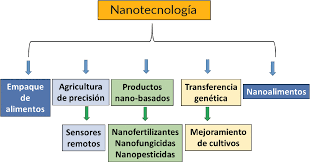 Nanotecnología
Empaque
de
alimentos
Agricultura
de precisión
Productos
nano-basados
Transferencia
genética
Nanoalimentos
Sensores
remotos
Nanofertilizantes
Nanofungicidas
Nanopesticidas
Mejoramiento
de cultivos